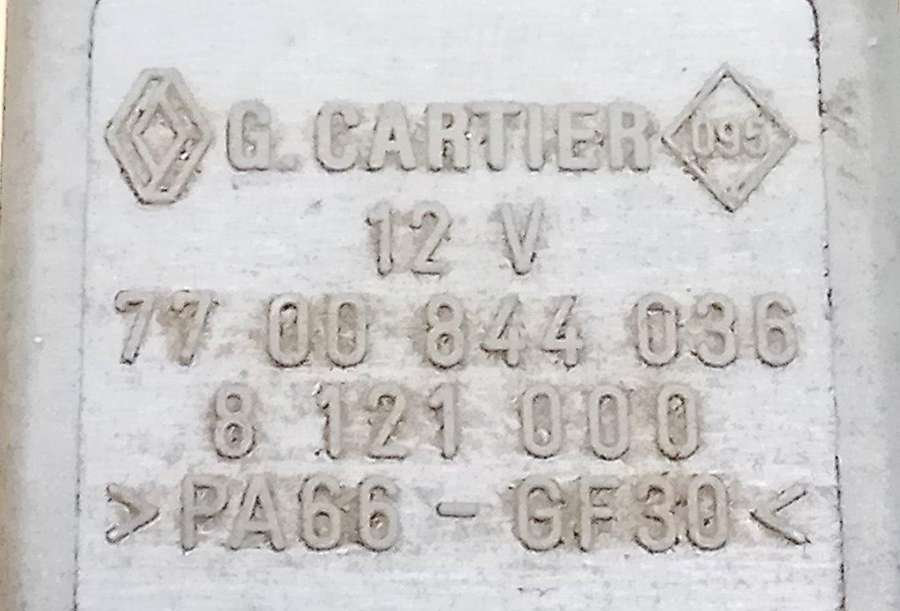 G. CARTIER 095
12 V
77 00 844 036
8 121 000
>PA66-GF30<